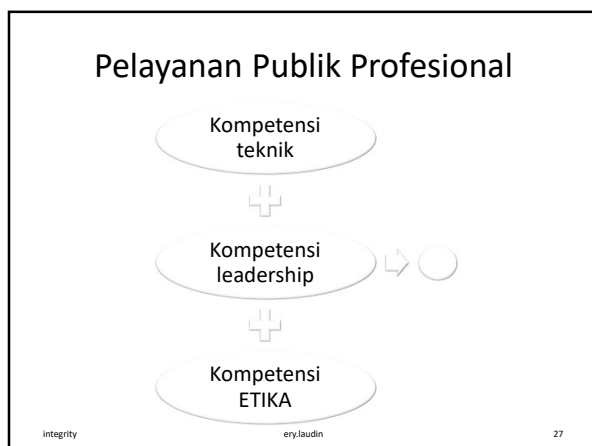 Pelayanan Publik Profesional
Kompetensi
teknik
Kompetensi
leadership
Kompetensi
ETIKA
integrity
ery.laudin
27